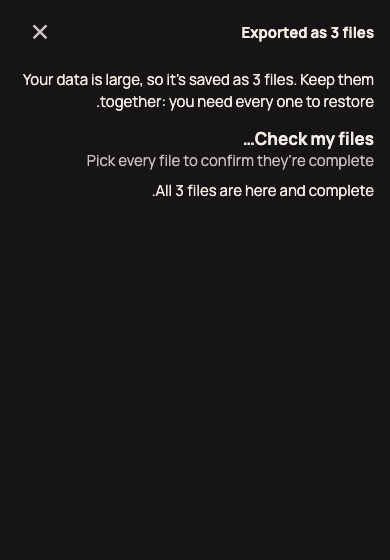 Exported as 3 files
Your data is large, so it's saved as 3 files. Keep them
.together: you need every one to restore
…Check my files
Pick every file to confirm they're complete
.All 3 files are here and complete